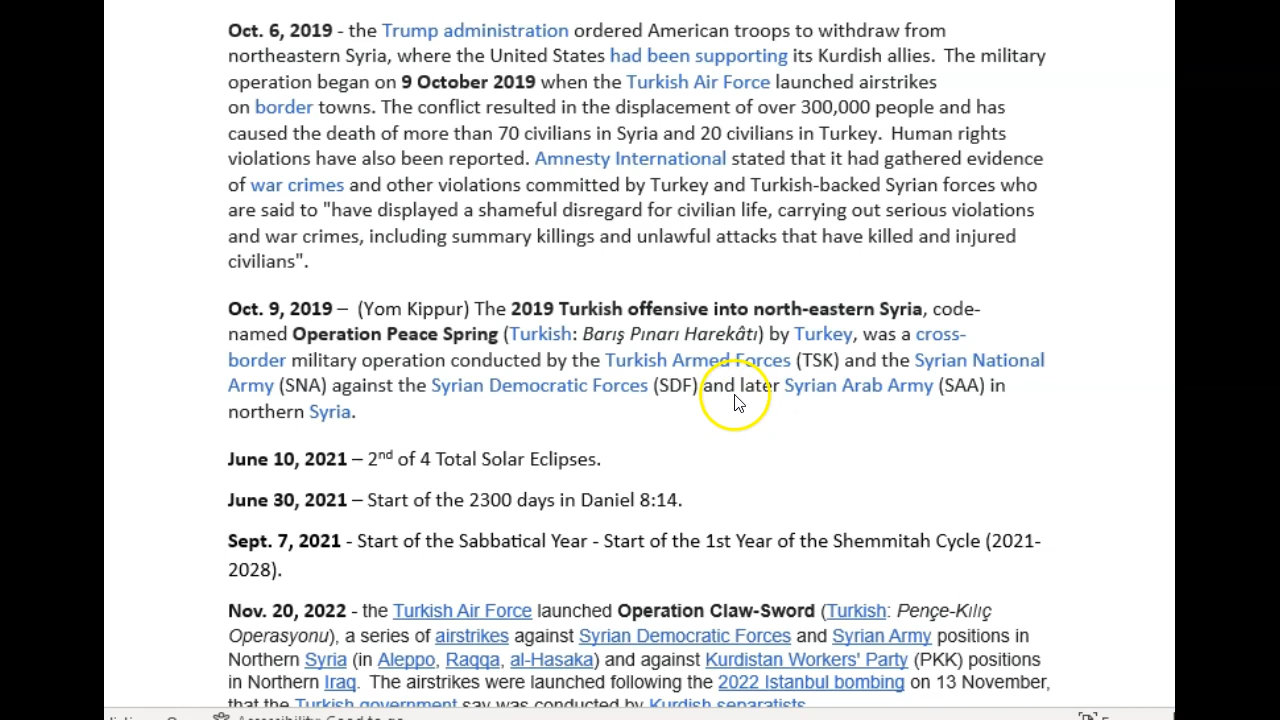 Oct. 6, 2019 - the Trump administration ordered American troops to withdraw from
northeastern Syria, where the United States had been supporting its Kurdish allies. The military
operation began on 9 October 2019 when the Turkish Air Force launched airstrikes
on border towns. The conflict resulted in the displacement of over 300,000 people and has
caused the death of more than 70 civilians in Syria and 20 civilians in Turkey. Human rights
violations have also been reported. Amnesty International stated that it had gathered evidence
of war crimes and other violations committed by Turkey and Turkish-backed Syrian forces who
are said to "have displayed a shameful disregard for civilian life, carrying out serious violations
and war crimes, including summary killings and unlawful attacks that have killed and injured
civilians".
Oct. 9, 2019 – (Yom Kippur) The 2019 Turkish offensive into north-eastern Syria, code-
named Operation Peace Spring (Turkish: Barış Pınarı Harekâtı) by Turkey, was a cross-
border military operation conducted by the Turkish Armed Forces (TSK) and the Syrian National
Army (SNA) against the Syrian Democratic Forces (SDF) and later Syrian Arab Army (SAA) in
northern Syria.
June 10, 2021 – 2nd of 4 Total Solar Eclipses.
June 30, 2021 – Start of the 2300 days in Daniel 8:14.
Sept. 7, 2021 - Start of the Sabbatical Year - Start of the 1st Year of the Shemmitah Cycle (2021-
2028).
Nov. 20, 2022 - the Turkish Air Force launched Operation Claw-Sword (Turkish: Pençe-Kılıç
Operasyonu), a series of airstrikes against Syrian Democratic Forces and Syrian Army positions in
Northern Syria (in Aleppo, Raqqa, al-Hasaka) and against Kurdistan Workers' Party (PKK) positions
in Northern Iraq. The airstrikes were launched following the 2022 Istanbul bombing on 13 November,
that the Turkish government say was conducted by Kurdish separatists.
Accessibility: Good to go